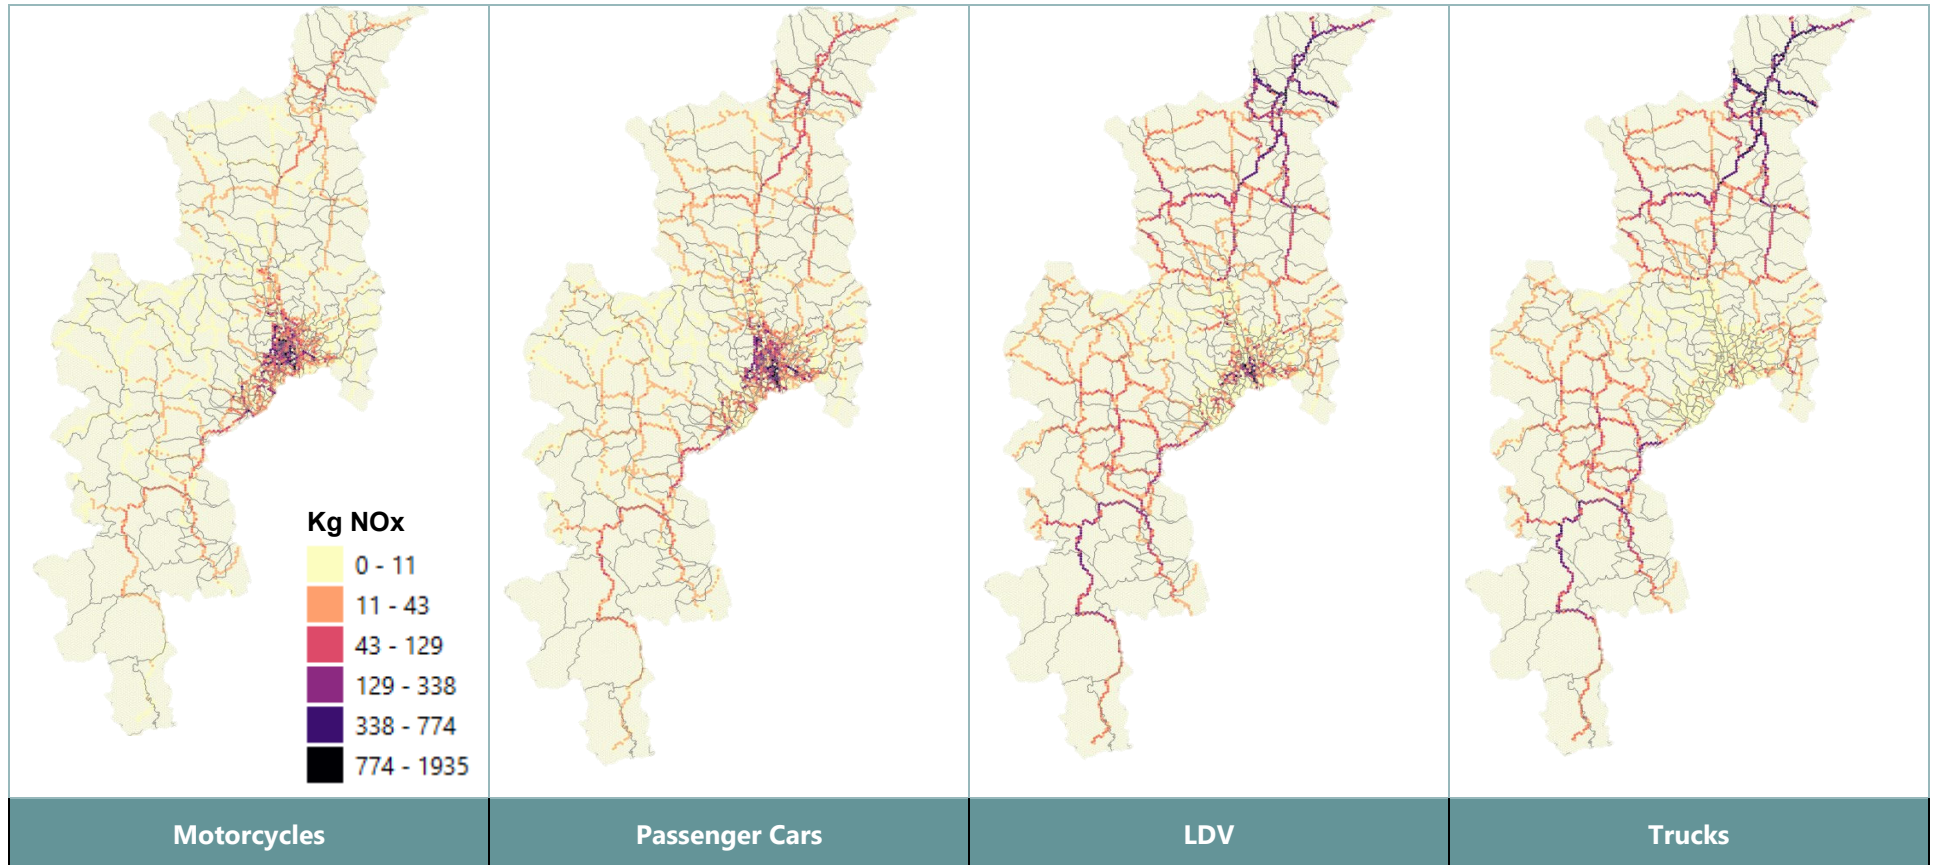 Kg NOx
0 - 11
11 - 43
43 - 129
129 - 338
338 - 774
774 - 1935
Motorcycles
Passenger Cars
LDV
Trucks